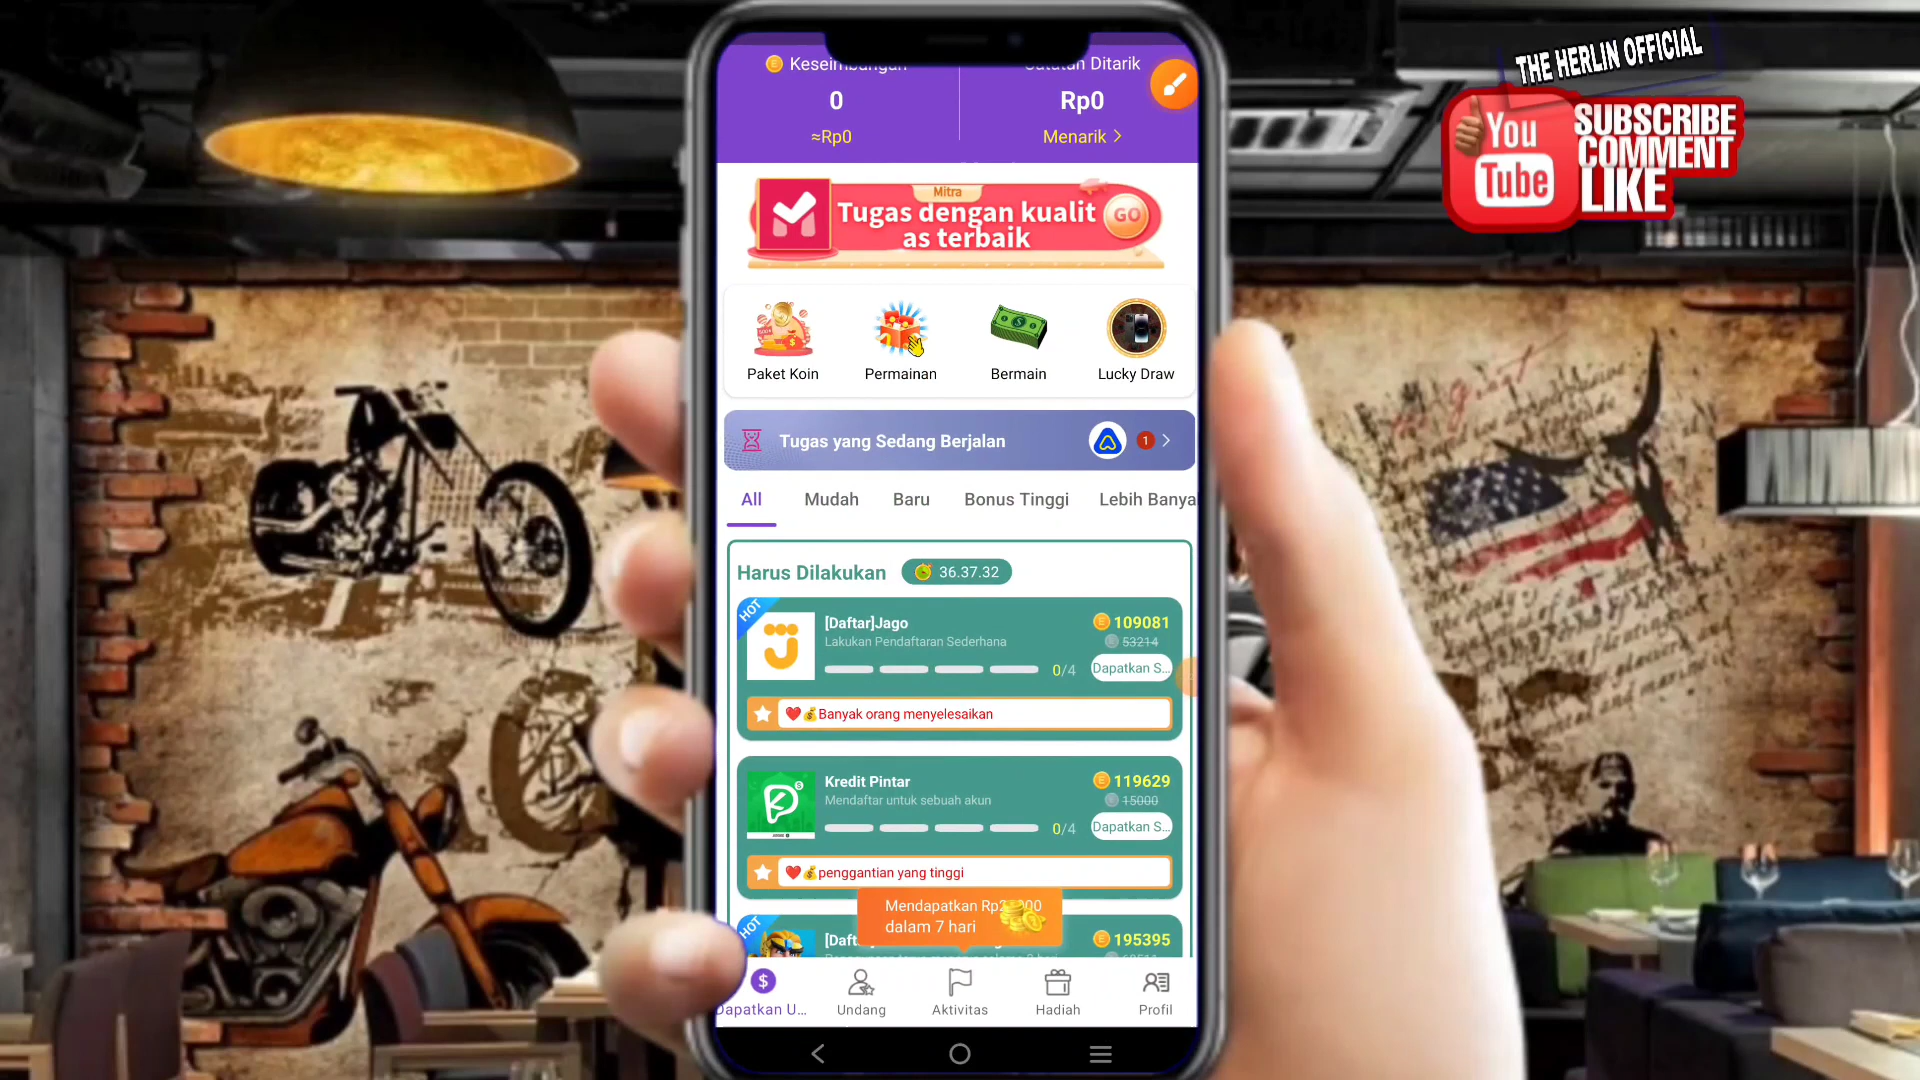 THE HERLIN OFFICIAL
You
Tube
SUBSCRIBE
COMMENT
LIKE
Keseimbangan
Ditarik
0
Rp0
≈Rp0
Menarik >
Mitra
Tugas dengan kualit
as terbaik
GO
Paket Koin
Permainan
Bermain
Lucky Draw
Tugas yang Sedang Berjalan
1
All
Mudah
Baru
Bonus Tinggi
Lebih Banya
Harus Dilakukan
36.37.32
HOT
[Daftar]Jago
109081
Lakukan Pendaftaran Sederhana
53214
0/4
Dapatkan S...
❤️💰Banyak orang menyelesaikan
Kredit Pintar
119629
Mendaftar untuk sebuah akun
15000
0/4
Dapatkan S...
❤️💰penggantian yang tinggi
Mendapatkan
dalam 7 hari
HOT
195395
Dapatkan U...
Undang
Aktivitas
Hadiah
Profil